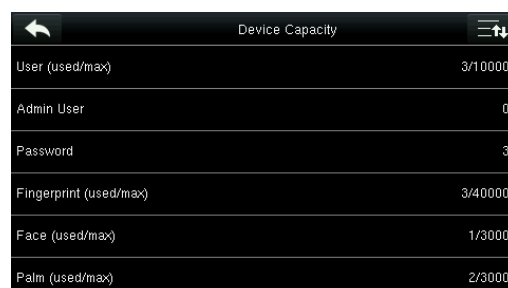 Device Capacity
User (used/max) 3/10000
Admin User 0
Password 3
Fingerprint (used/max) 3/40000
Face (used/max) 1/3000
Palm (used/max) 2/3000